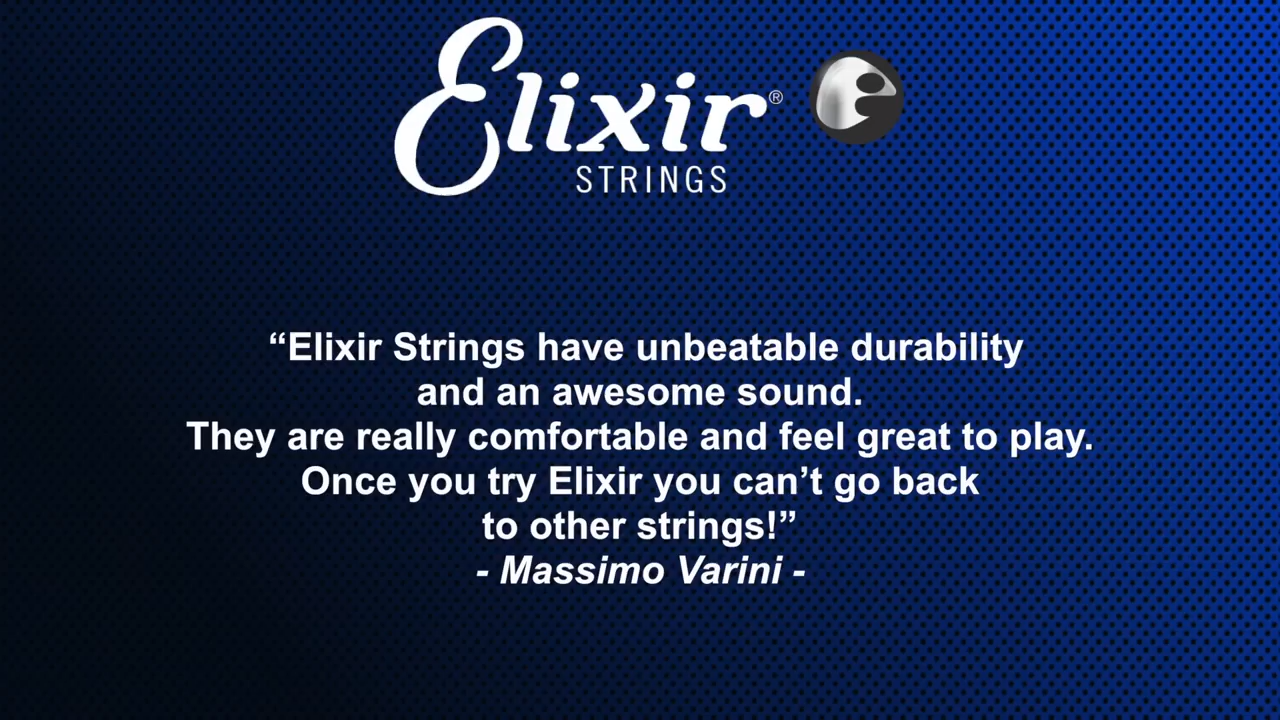 Elixir®
STRINGS
“Elixir Strings have unbeatable durability
and an awesome sound.
They are really comfortable and feel great to play.
Once you try Elixir you can’t go back
to other strings!”
- Massimo Varini -